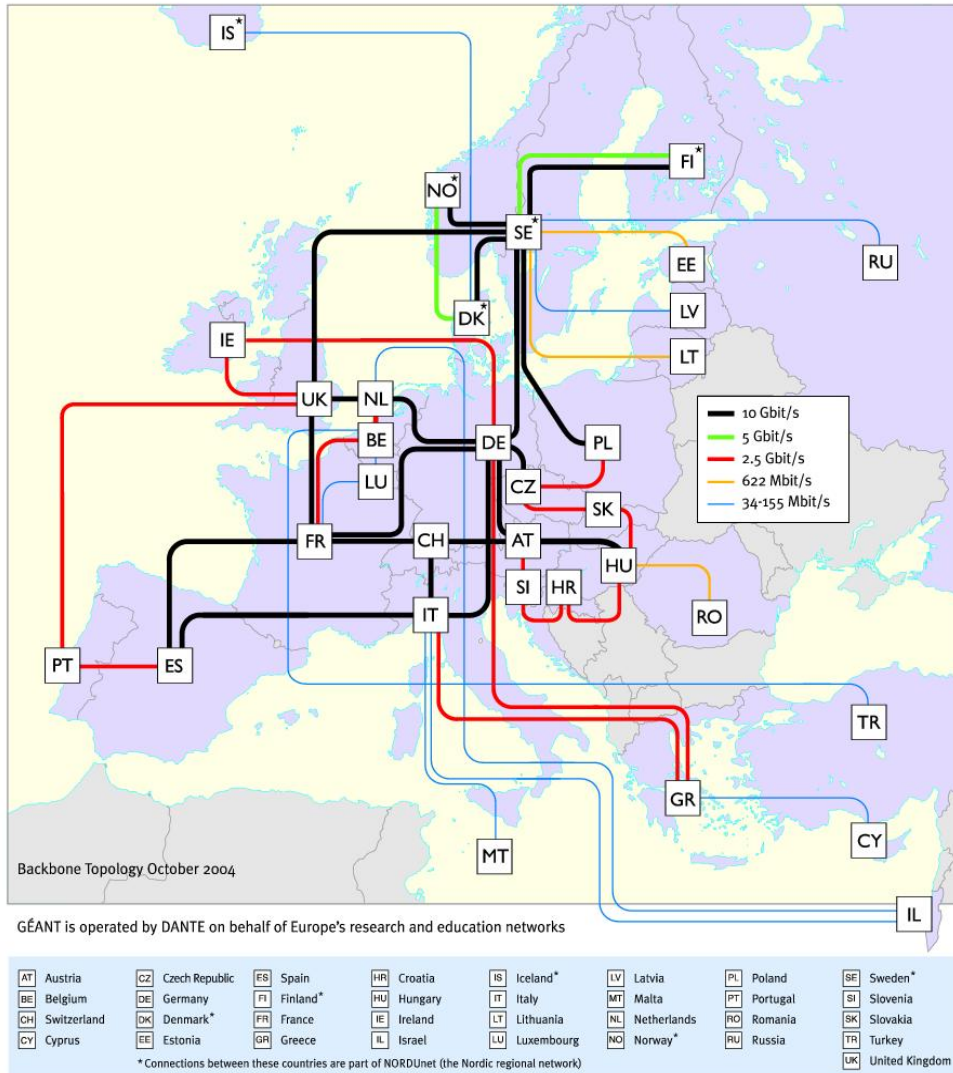 IS*
FI*
NO*
SE*
RU
EE
DK*
LV
IE
LT
UK
NL
10 Gbit/s
5 Gbit/s
BE
DE
PL
2.5 Gbit/s
622 Mbit/s
LU
CZ
34-155 Mbit/s
SK
FR
CH
AT
HU
SI
HR
IT
RO
PT
ES
TR
GR
CY
MT
Backbone Topology October 2004
IL
GÉANT is operated by DANTE on behalf of Europe's research and education networks
AT Austria CZ Czech Republic ES Spain HR Croatia IS Iceland* LV Latvia PL Poland SE Sweden*
BE Belgium DE Germany FI Finland* HU Hungary IT Italy MT Malta PT Portugal SI Slovenia
CH Switzerland DK Denmark* FR France IE Ireland LT Lithuania NL Netherlands RO Romania SK Slovakia
CY Cyprus EE Estonia GR Greece IL Israel LU Luxembourg NO Norway* RU Russia TR Turkey
* Connections between these countries are part of NORDUnet (the Nordic regional network) UK United Kingdom